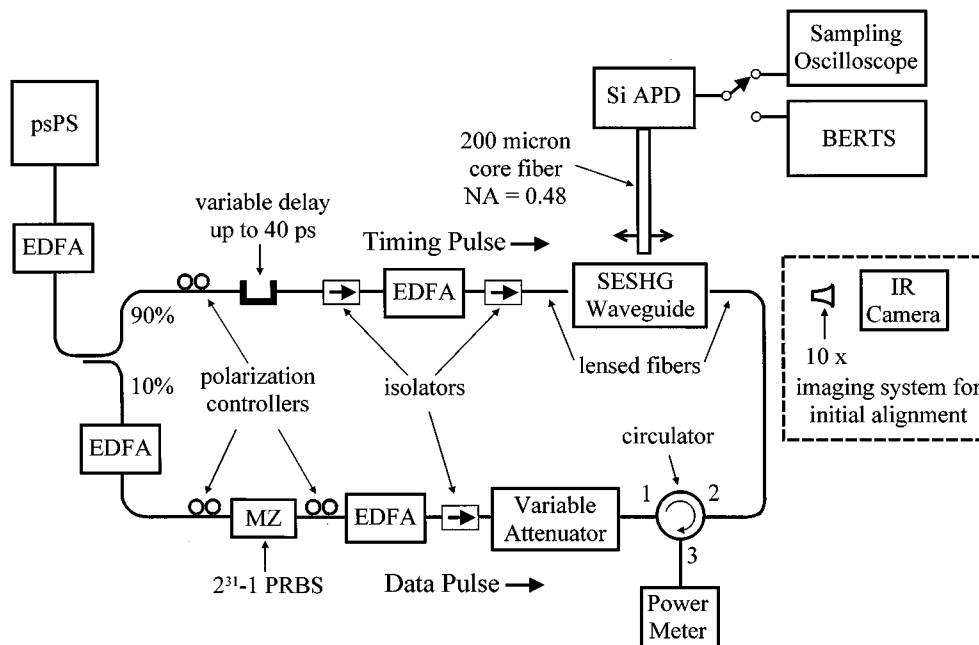 psPS
EDFA
variable delay
up to 40 ps
Timing Pulse
200 micron
core fiber
NA = 0.48
Si APD
Sampling
Oscilloscope
BERTS
90%
10%
EDFA
SESHG
Waveguide
lensed fibers
polarization
controllers
isolators
10 x
IR
Camera
imaging system for
initial alignment
EDFA
MZ
2³¹-1 PRBS
EDFA
Variable
Attenuator
circulator
1
2
3
Data Pulse
Power
Meter